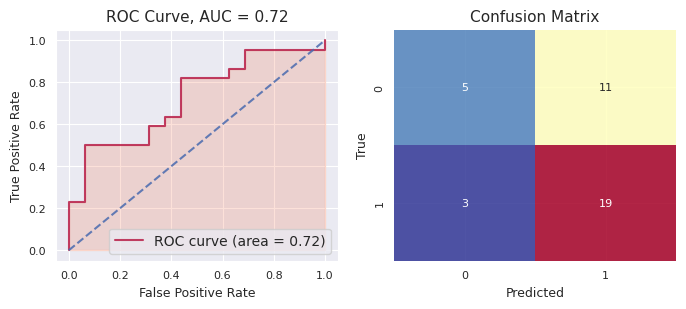 ROC Curve, AUC = 0.72
True Positive Rate
1.0
0.8
0.6
0.4
0.2
0.0
ROC curve (area = 0.72)
0.0 0.2 0.4 0.6 0.8 1.0
False Positive Rate
Confusion Matrix
True
0
5 11
1
3 19
0 1
Predicted